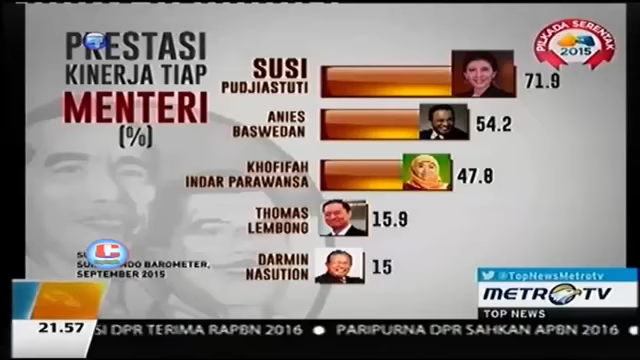 PRESTASI
KINERJA TIAP
MENTERI
(%)
PILKADA SERENTAK
2015
SUSI
PUDJIASTUTI
71.9
ANIES
BASWEDAN
54.2
KHOFIFAH
INDAR PARAWANSA
47.8
THOMAS
LEMBONG
15.9
DARMIN
NASUTION
15
BAROMETER,
SEPTEMBER 2015
@TopNewsMetrotv
METRO TV
TOP NEWS
21.57
SI DPR TERIMA RAPBN 2016 PARIPURNA DPR SAHKAN APBN 2016